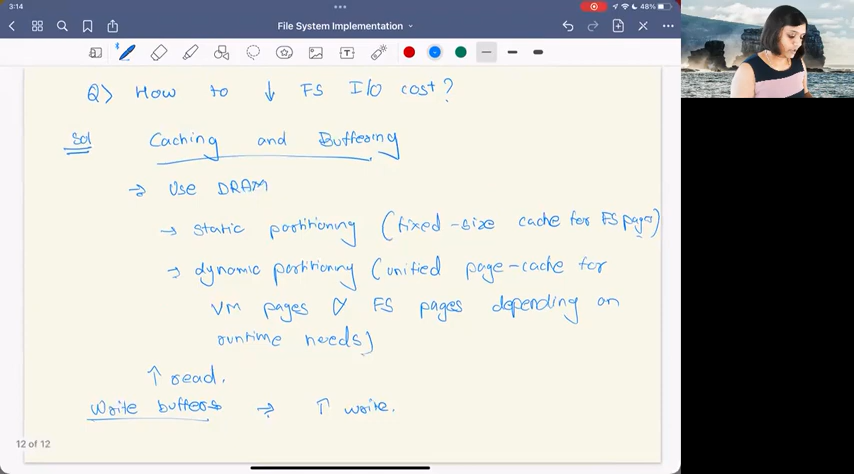 3:14
48%
File System Implementation
Q> How to ↓ FS I/o cost?
Sol Caching and Buffering
→ Use DRAM
→ static partitioning (fixed-size cache for FS pages)
→ dynamic partitioning (unified page-cache for
VM pages & FS pages depending on
runtime needs)
↑ read.
Write buffers → ↑ write.
12 of 12